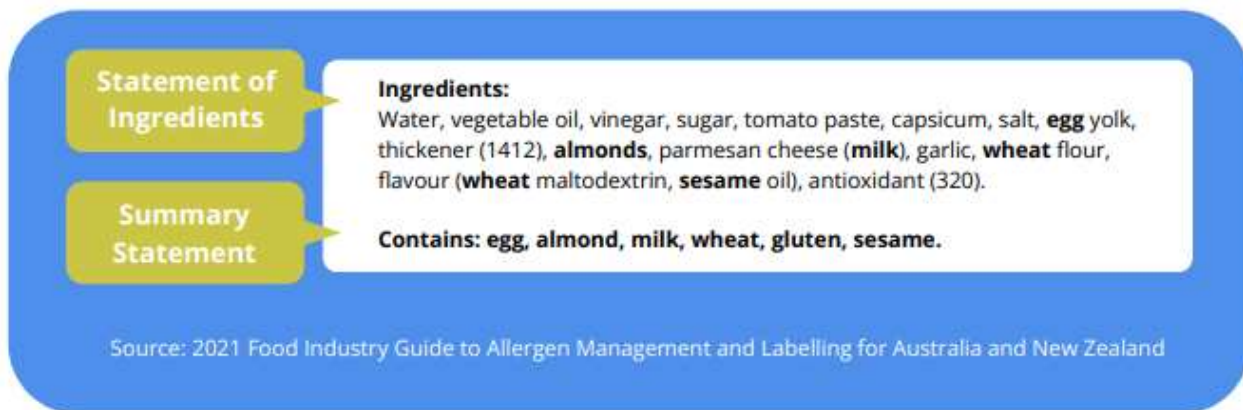 Statement of
Ingredients
Ingredients:
Water, vegetable oil, vinegar, sugar, tomato paste, capsicum, salt, egg yolk,
thickener (1412), almonds, parmesan cheese (milk), garlic, wheat flour,
flavour (wheat maltodextrin, sesame oil), antioxidant (320).
Summary
Statement
Contains: egg, almond, milk, wheat, gluten, sesame.
Source: 2021 Food Industry Guide to Allergen Management and Labelling for Australia and New Zealand